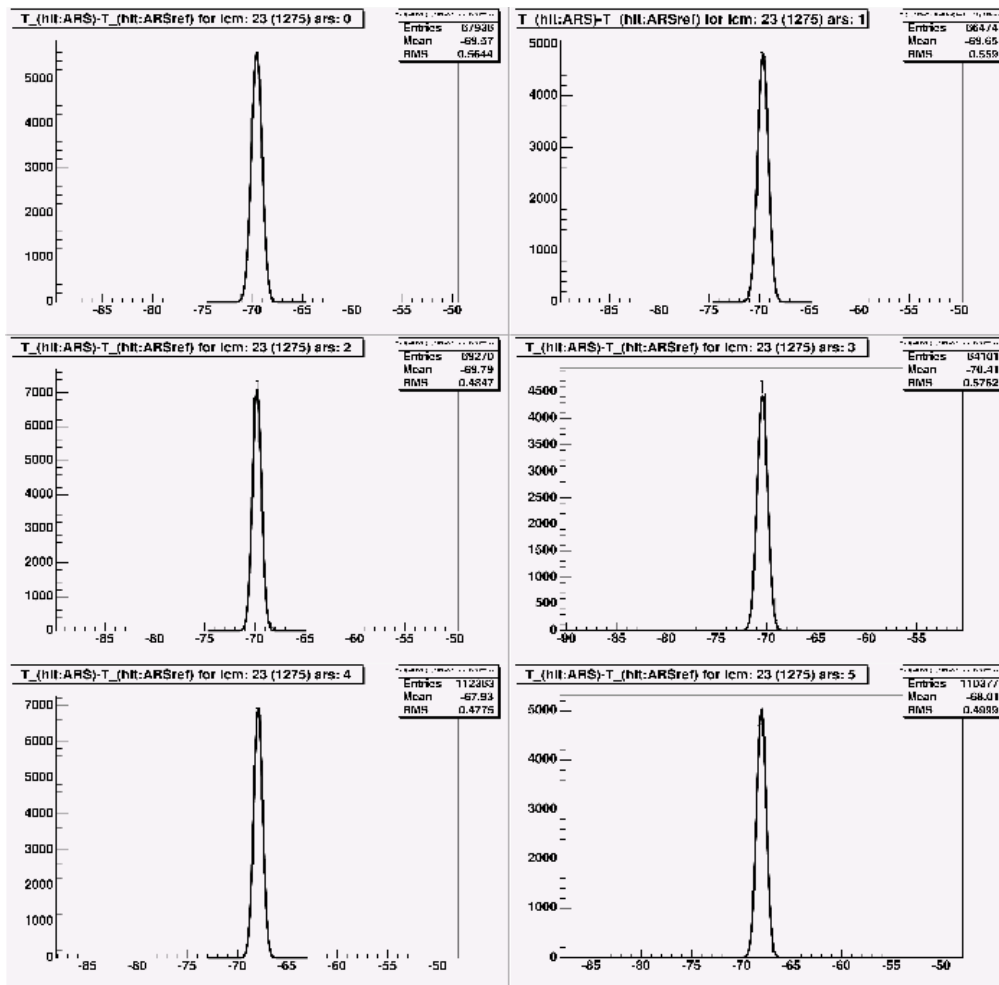 T_(hit:ARS)-T_(hit:ARSref) for lcm: 23 (1275) ars: 0
Entries 67936
Mean
RMS 0.5644
5000
4000
3000
2000
1000
0
-85 -80 -75 -70 -65 -60 -55 -50
T_(hit:ARS)-T_(hit:ARSref) for lcm: 23 (1275) ars: 1
Entries 66474
Mean -69.65
RMS 0.559
5000
4000
3000
2000
1000
0
-85 -80 -75 -70 -65 -60 -55 -50
T_(hit:ARS)-T_(hit:ARSref) for lcm: 23 (1275) ars: 2
Entries
Mean -69.79
RMS 0.4847
7000
6000
5000
4000
3000
2000
1000
0
-85 -80 -75 -70 -65 -60 -55 -50
T_(hit:ARS)-T_(hit:ARSref) for lcm: 23 (1275) ars: 3
Entries 64101
Mean -70.41
RMS 0.5762
4500
4000
3500
3000
2500
2000
1500
1000
500
0
-90 -85 -80 -75 -70 -65 -60 -55
T_(hit:ARS)-T_(hit:ARSref) for lcm: 23 (1275) ars: 4
Entries
Mean -67.93
RMS 0.4775
7000
6000
5000
4000
3000
2000
1000
0
-85 -80 -75 -70 -65 -60 -55 -50
T_(hit:ARS)-T_(hit:ARSref) for lcm: 23 (1275) ars: 5
Entries 110377
Mean -68.01
RMS 0.4999
5000
4000
3000
2000
1000
0
-85 -80 -75 -70 -65 -60 -55 -50